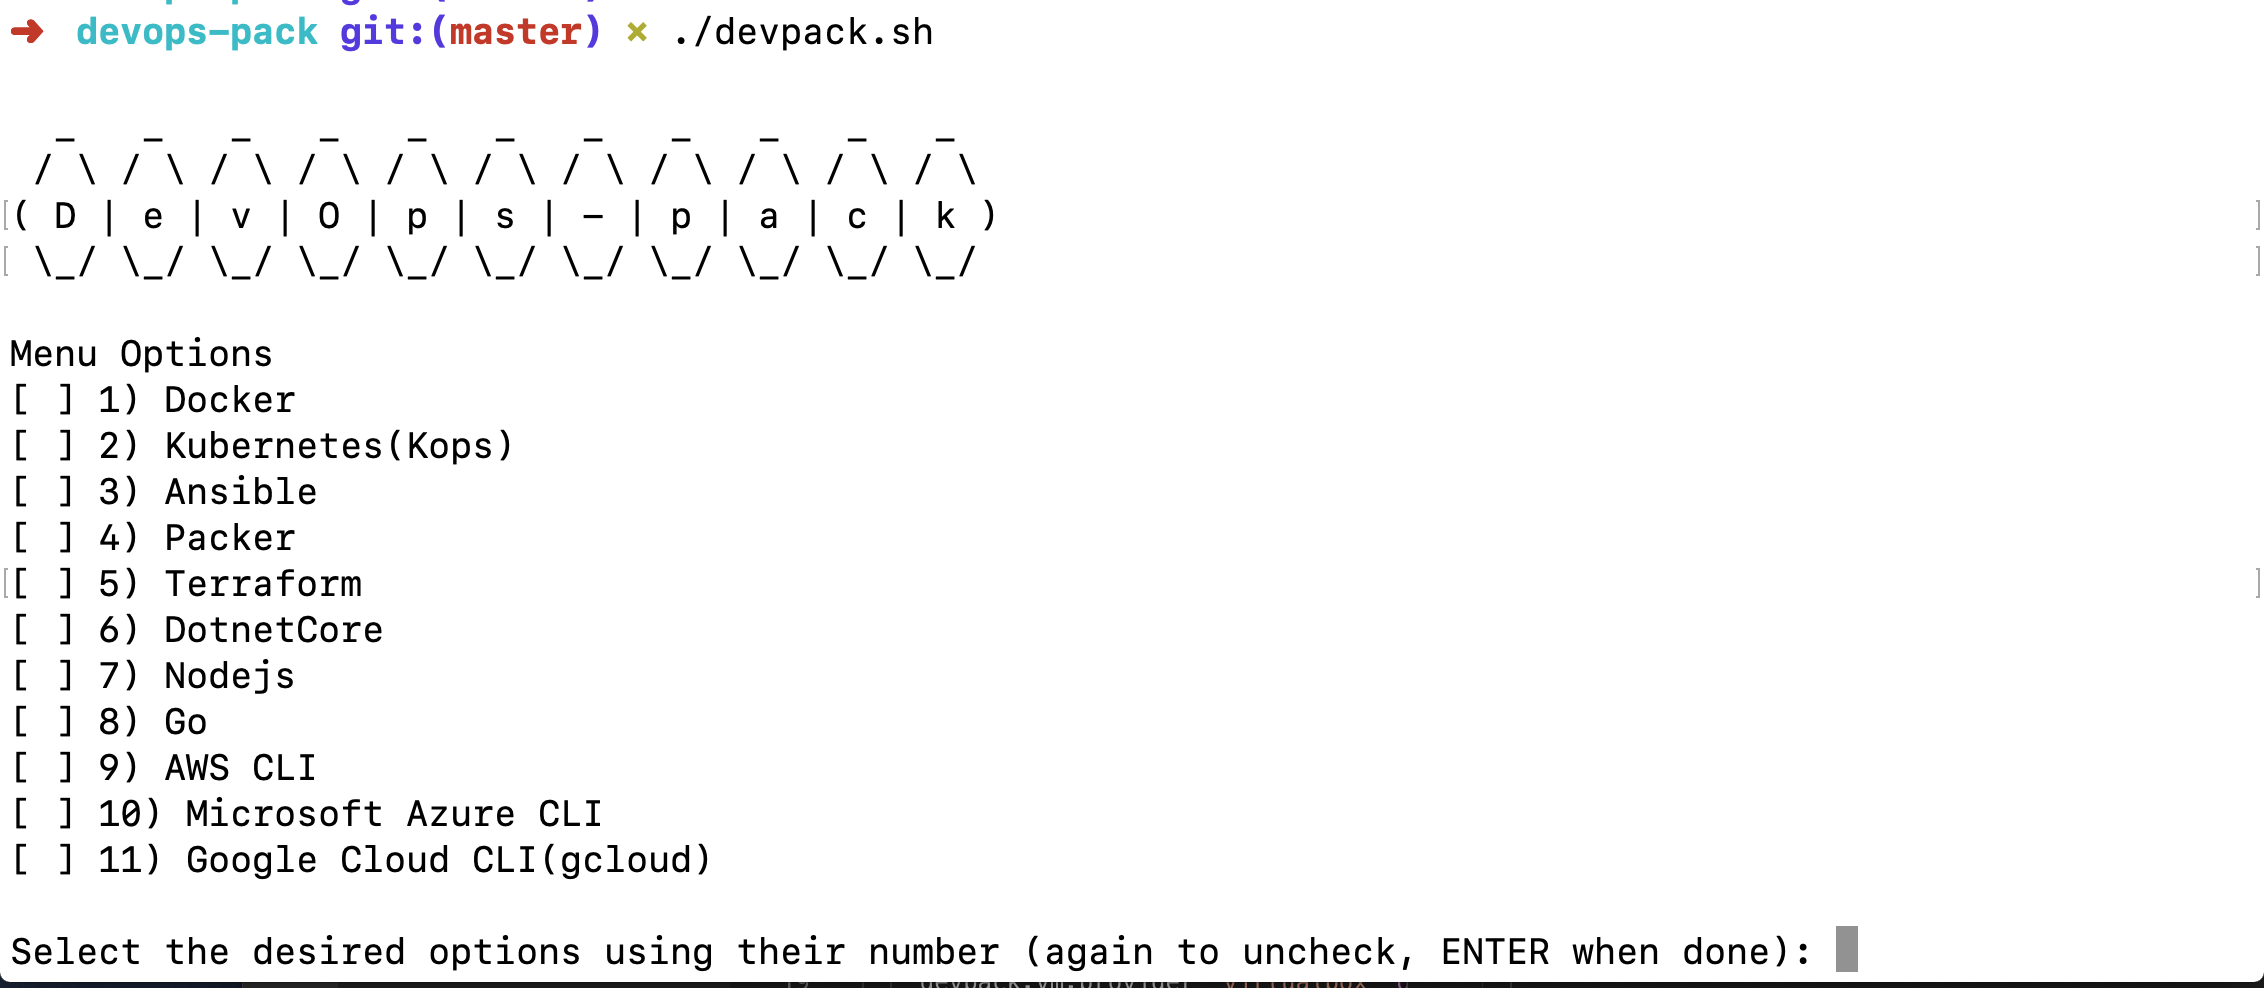 ➜  devops-pack git:(master) ✗ ./devpack.sh
   _   _   _   _   _   _   _   _   _   _   _
  / \ / \ / \ / \ / \ / \ / \ / \ / \ / \ / \
 ( D | e | v | O | p | s | - | p | a | c | k )
  \_/ \_/ \_/ \_/ \_/ \_/ \_/ \_/ \_/ \_/ \_/
Menu Options
[ ] 1) Docker
[ ] 2) Kubernetes(Kops)
[ ] 3) Ansible
[ ] 4) Packer
[ ] 5) Terraform
[ ] 6) DotnetCore
[ ] 7) Nodejs
[ ] 8) Go
[ ] 9) AWS CLI
[ ] 10) Microsoft Azure CLI
[ ] 11) Google Cloud CLI(gcloud)
Select the desired options using their number (again to uncheck, ENTER when done):